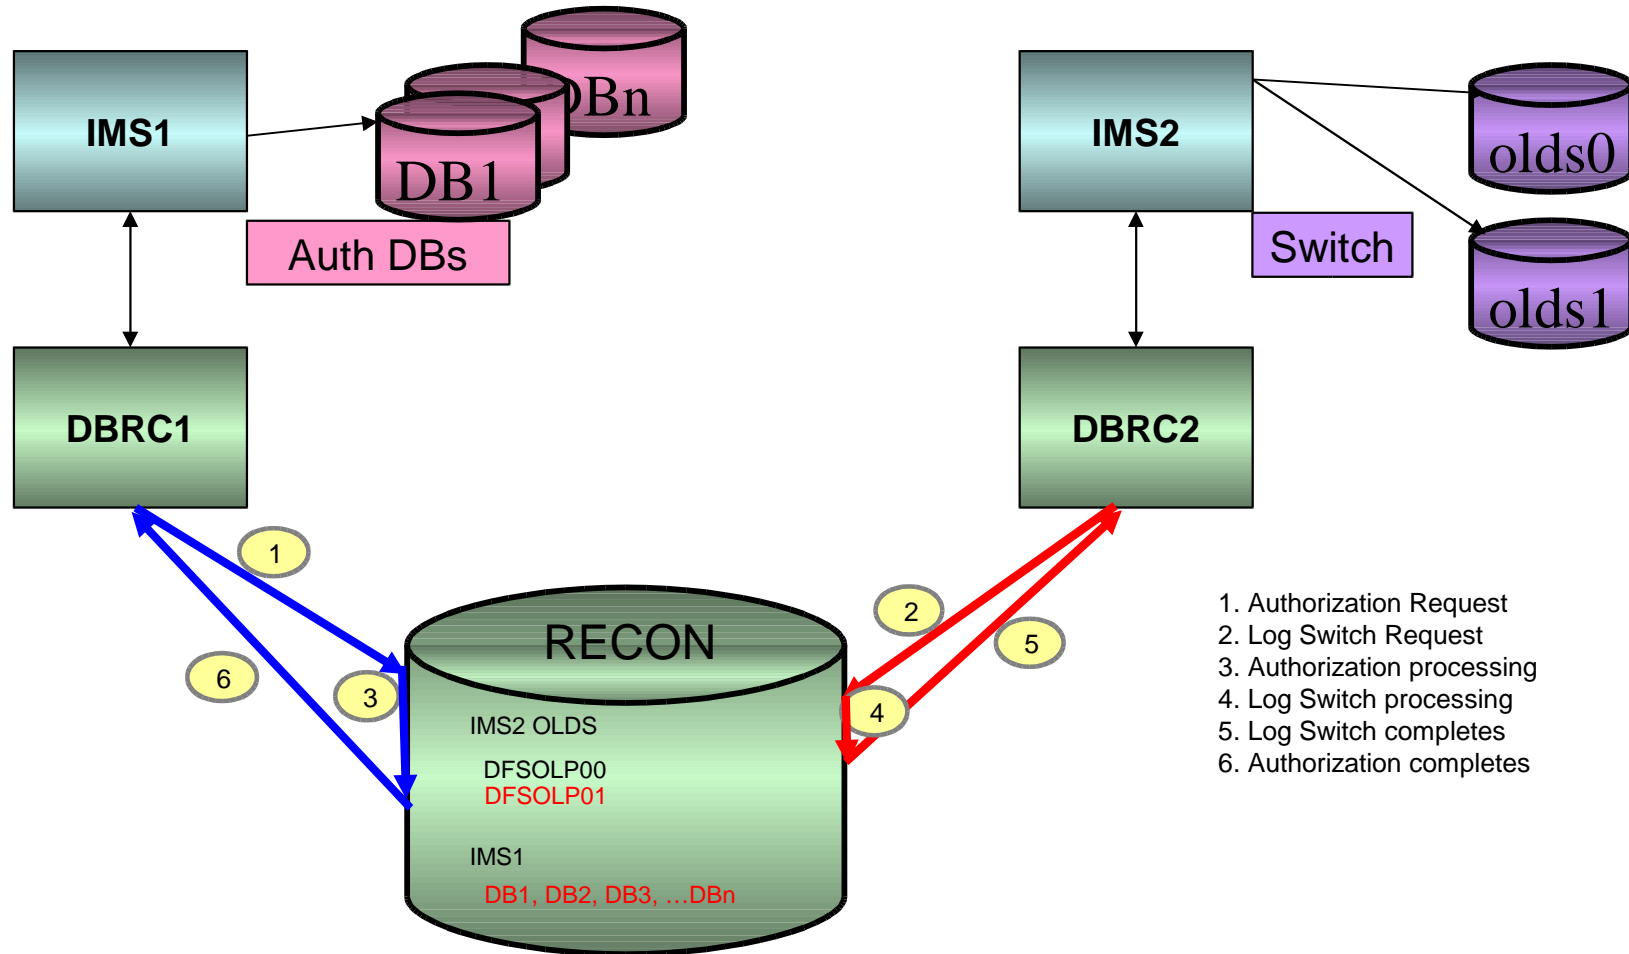 IMS1
DBn
DB1
Auth DBs
IMS2
olds0
Switch
olds1
DBRC1
DBRC2
1
2
3
4
5
6
RECON
IMS2 OLDS
DFSOLP00
DFSOLP01
IMS1
DB1, DB2, DB3, …DBn
1. Authorization Request
2. Log Switch Request
3. Authorization processing
4. Log Switch processing
5. Log Switch completes
6. Authorization completes